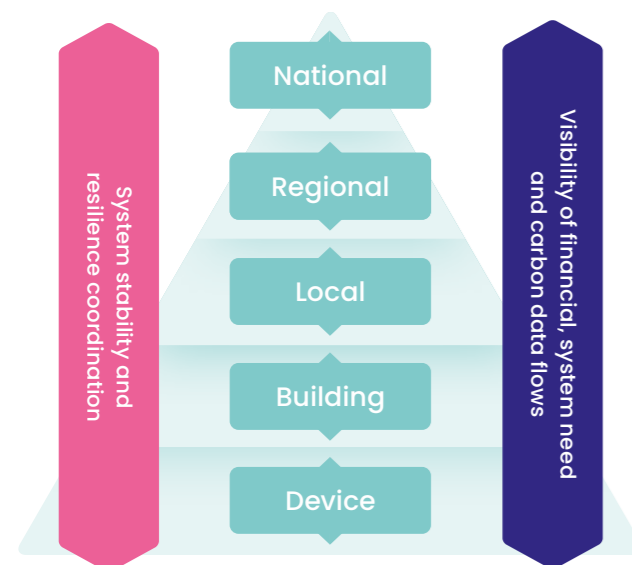 National
Regional
Local
Building
Device
System stability and
resilience coordination
Visibility of financial, system need
and carbon data flows